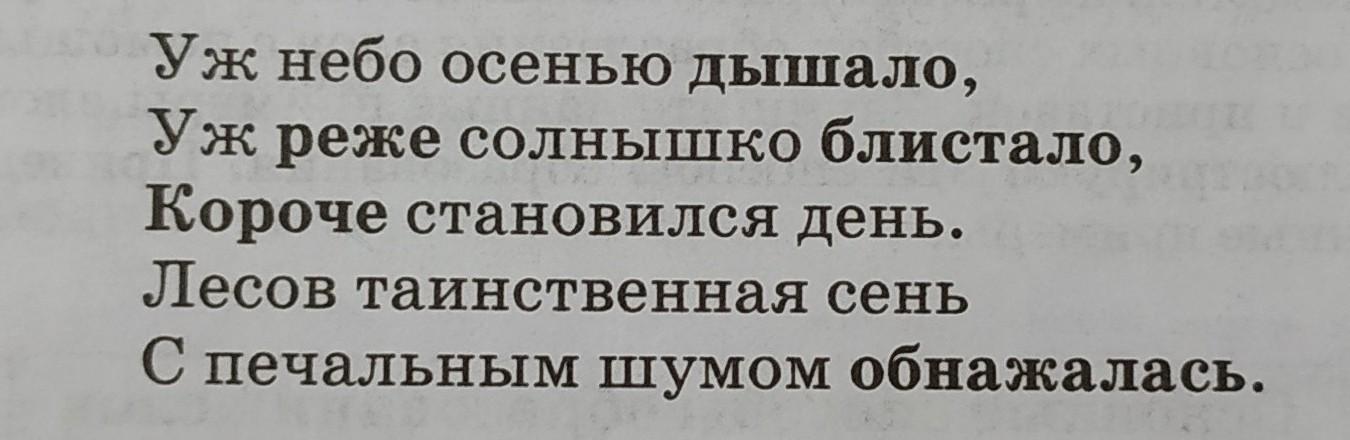 Уж небо осенью дышало,
Уж реже солнышко блистало,
Короче становился день.
Лесов таинственная сень
С печальным шумом обнажалась.